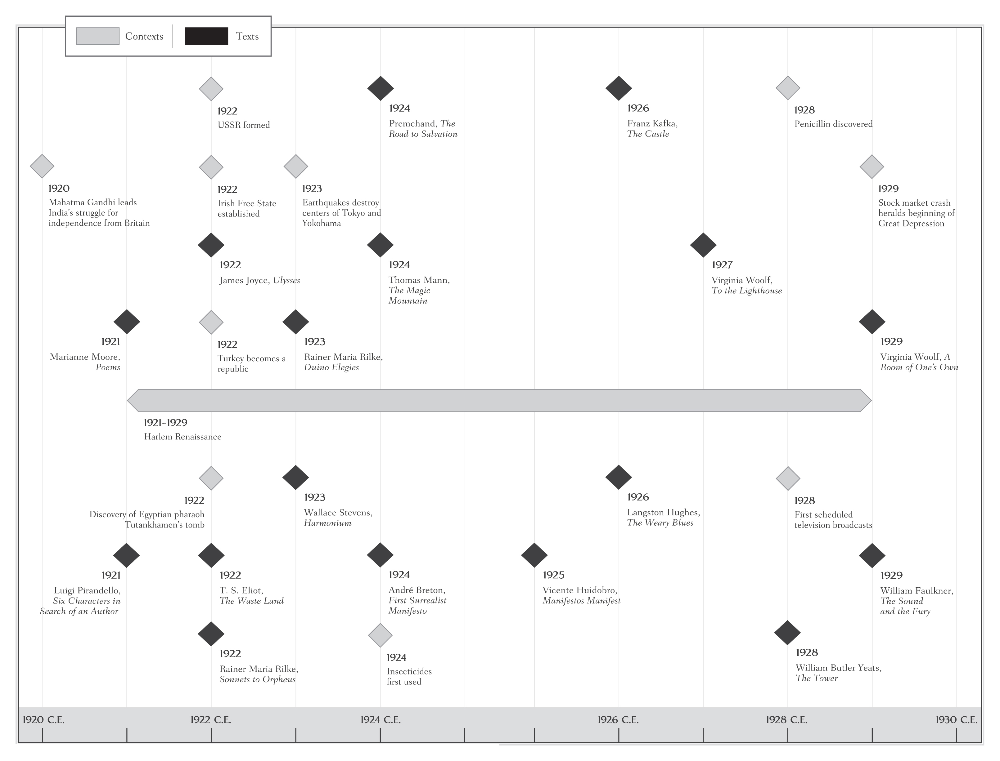 Contexts
Texts
1922
USSR formed
1924
Premchand, The
Road to Salvation
1926
Franz Kafka,
The Castle
1928
Penicillin discovered
1920
Mahatma Gandhi leads
India’s struggle for
independence from Britain
1922
Irish Free State
established
1923
Earthquakes destroy
centers of Tokyo and
Yokohama
1929
Stock market crash
heralds beginning of
Great Depression
1922
James Joyce, Ulysses
1924
Thomas Mann,
The Magic
Mountain
1927
Virginia Woolf,
To the Lighthouse
1921
Marianne Moore,
Poems
1922
Turkey becomes a
republic
1923
Rainer Maria Rilke,
Duino Elegies
1929
Virginia Woolf, A
Room of One’s Own
1921-1929
Harlem Renaissance
1922
Discovery of Egyptian pharaoh
Tutankhamen’s tomb
1923
Wallace Stevens,
Harmonium
1926
Langston Hughes,
The Weary Blues
1928
First scheduled
television broadcasts
1921
Luigi Pirandello,
Six Characters in
Search of an Author
1922
T. S. Eliot,
The Waste Land
1924
André Breton,
First Surrealist
Manifesto
1925
Vicente Huidobro,
Manifestos Manifest
1929
William Faulkner,
The Sound
and the Fury
1922
Rainer Maria Rilke,
Sonnets to Orpheus
1924
Insecticides
first used
1928
William Butler Yeats,
The Tower
1920 C.E.
1922 C.E.
1924 C.E.
1926 C.E.
1928 C.E.
1930 C.E.